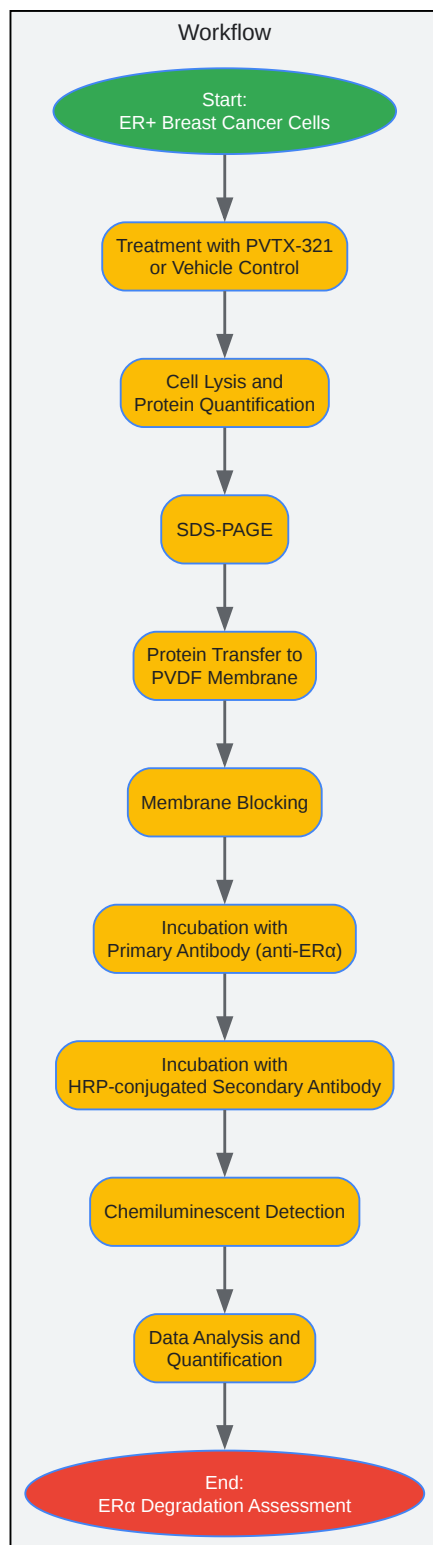 Workflow
Start:
ER+ Breast Cancer Cells
Treatment with PVTX-321
or Vehicle Control
Cell Lysis and
Protein Quantification
SDS-PAGE
Protein Transfer to
PVDF Membrane
Membrane Blocking
Incubation with
Primary Antibody (anti-ERα)
Incubation with
HRP-conjugated Secondary Antibody
Chemiluminescent Detection
Data Analysis and
Quantification
End:
ERα Degradation Assessment